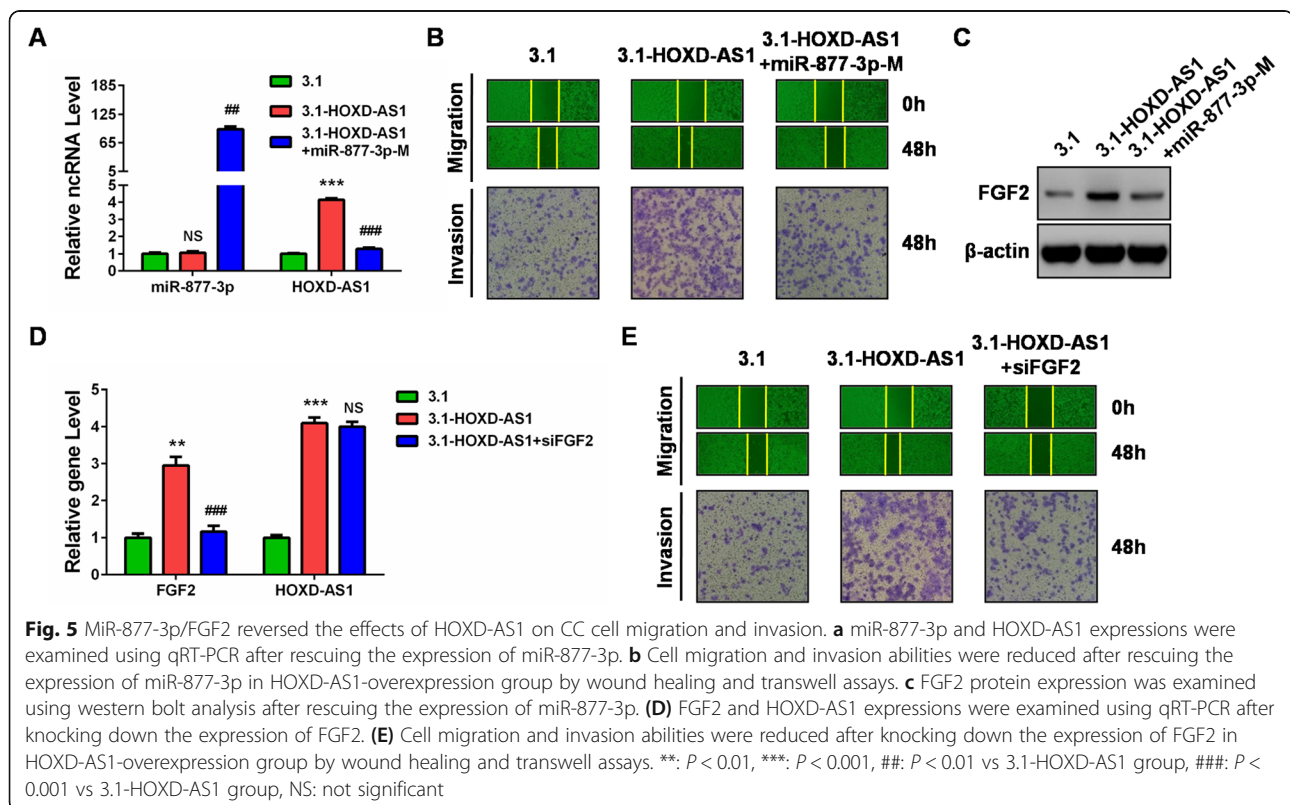 A
Relative ncRNA Level
185
125
65
5
5
4
3
2
1
0
NS
##
***
###
miR-877-3p
HOXD-AS1
3.1
3.1-HOXD-AS1
3.1-HOXD-AS1
+miR-877-3p-M
B
3.1
3.1-HOXD-AS1
3.1-HOXD-AS1
+miR-877-3p-M
Migration
0h
48h
Invasion
48h
C
3.1
3.1-HOXD-AS1
3.1-HOXD-AS1
+miR-877-3p-M
FGF2
β-actin
D
Relative gene Level
5
4
3
2
1
0
**
###
***
NS
FGF2
HOXD-AS1
3.1
3.1-HOXD-AS1
3.1-HOXD-AS1+siFGF2
E
3.1
3.1-HOXD-AS1
3.1-HOXD-AS1
+siFGF2
Migration
0h
48h
Invasion
48h
Fig. 5 MiR-877-3p/FGF2 reversed the effects of HOXD-AS1 on CC cell migration and invasion. a miR-877-3p and HOXD-AS1 expressions were
examined using qRT-PCR after rescuing the expression of miR-877-3p. b Cell migration and invasion abilities were reduced after rescuing the
expression of miR-877-3p in HOXD-AS1-overexpression group by wound healing and transwell assays. c FGF2 protein expression was examined
using western bolt analysis after rescuing the expression of miR-877-3p. (D) FGF2 and HOXD-AS1 expressions were examined using qRT-PCR after
knocking down the expression of FGF2. (E) Cell migration and invasion abilities were reduced after knocking down the expression of FGF2 in
HOXD-AS1-overexpression group by wound healing and transwell assays. **: P < 0.01, ***: P < 0.001, ##: P < 0.01 vs 3.1-HOXD-AS1 group, ###: P <
0.001 vs 3.1-HOXD-AS1 group, NS: not significant